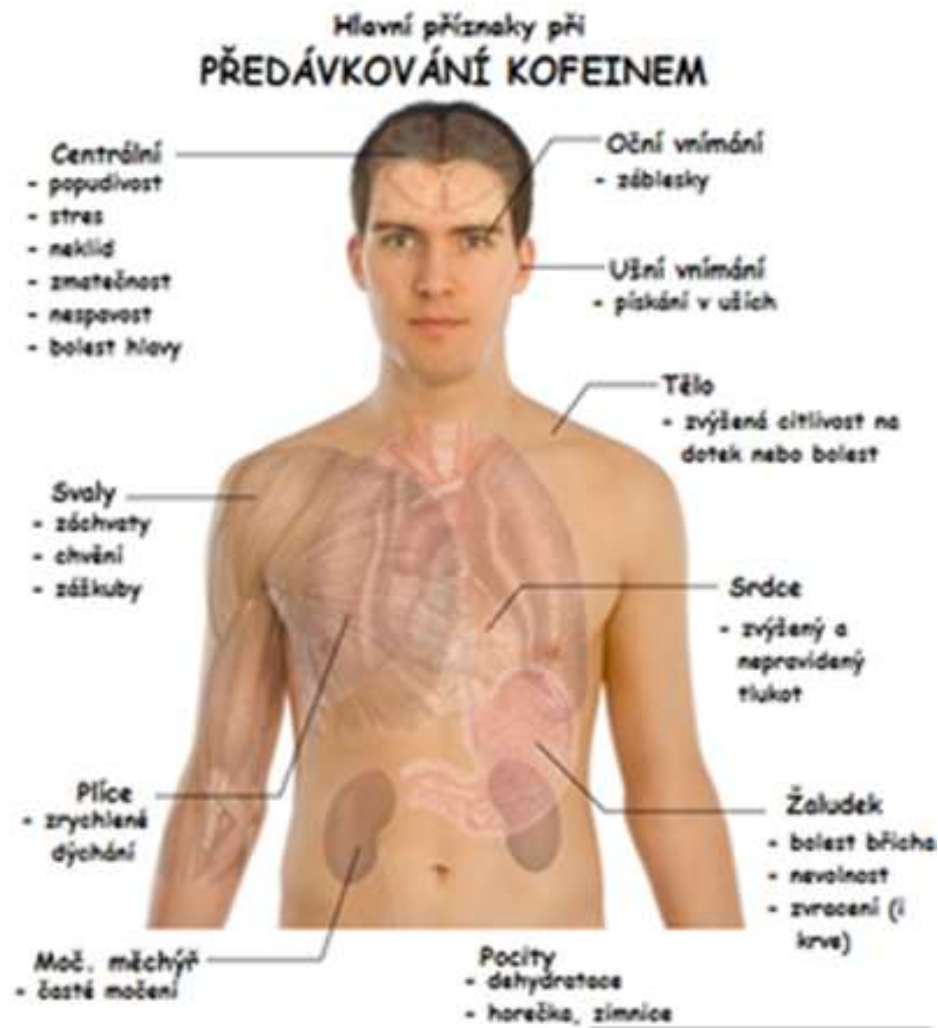 Hlavní příznaky při
PŘEDÁVKOVÁNÍ KOFEINEM
Centrální
- popudivost
- stres
- neklid
- zmatečnost
- nespavost
- bolest hlavy
Oční vnímání
- záblesky
Ušní vnímání
- pískání v uších
Tělo
- zvýšená citlivost na
dotek nebo bolest
Svaly
- záchvaty
- chvění
- záškuby
Srdce
- zvýšený a
nepravidený
tlukot
Plíce
- zrychlené
dýchání
Žaludek
- bolest břicha
- nevolnost
- zvracení (i
krve)
Moč. měchýř
- časté močení
Pocity
- dehydratace
- horečka, zimnice